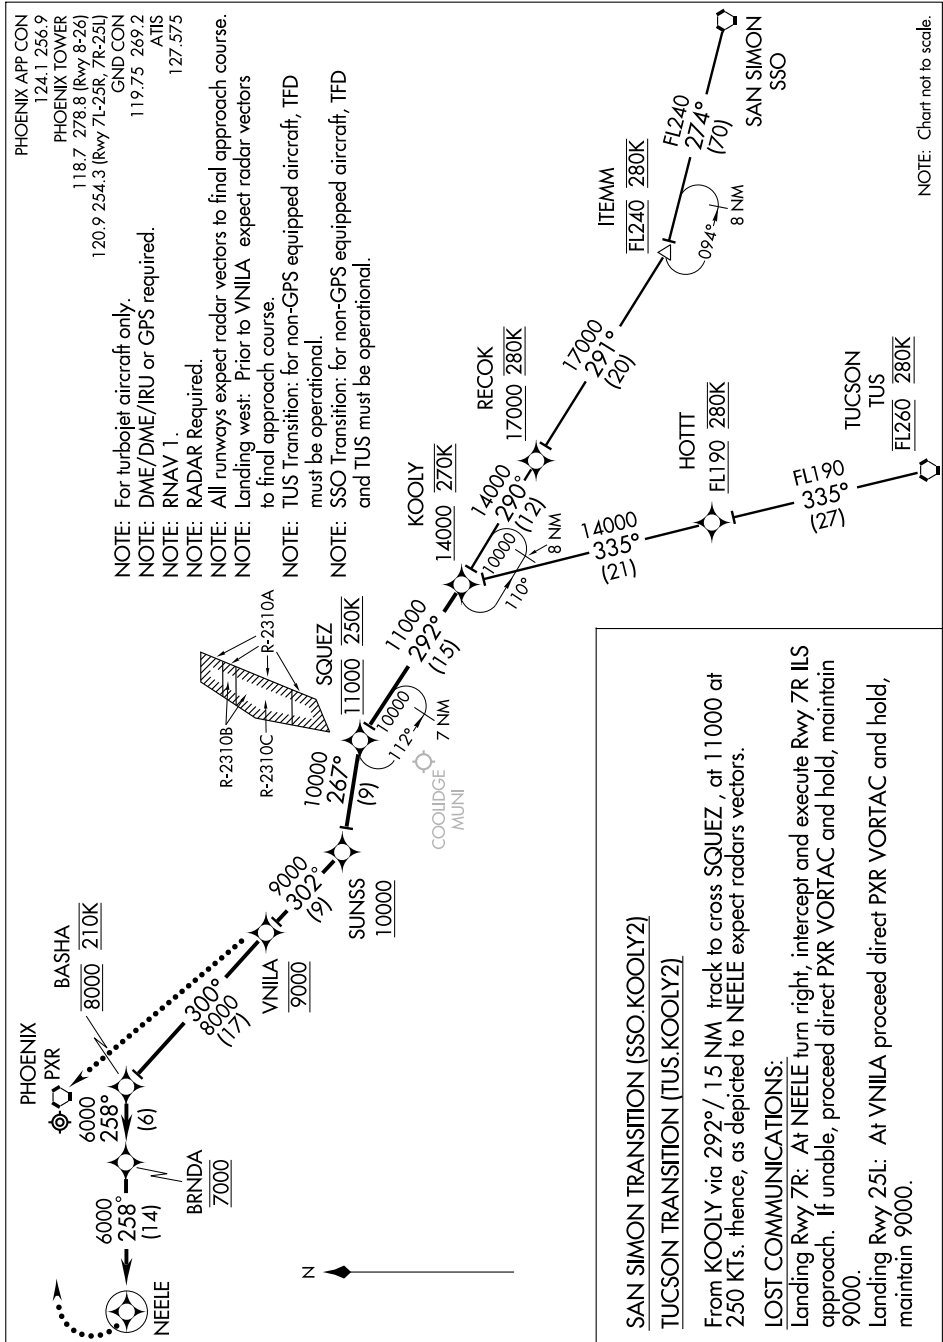 PHOENIX APP CON
124.1 256.9
PHOENIX TOWER
118.7 278.8 (Rwy 8-26)
120.9 254.3 (Rwy 7L-25R, 7R-25L)
GND CON
119.75 269.2
ATIS
127.575
NOTE: For turbojet aircraft only.
NOTE: DME/DME/IRU or GPS required.
NOTE: RNAV 1.
NOTE: RADAR Required.
NOTE: All runways expect radar vectors to final approach course.
NOTE: Landing west: Prior to VNILA expect radar vectors
to final approach course.
NOTE: TUS Transition: for non-GPS equipped aircraft, TFD
must be operational.
NOTE: SSO Transition: for non-GPS equipped aircraft, TFD
and TUS must be operational.
PHOENIX
PXR
BASHA
8000 210K
6000
258°
(6)
BRNDA
7000
6000
258°
(14)
NEELE
N
300°
8000
(17)
VNILA
9000
9000
302°
(9)
SUNSS
10000
10000
267°
(9)
R-2310B
R-2310C
R-2310A
SQUEZ
11000 250K
10000
112°
7 NM
COOLIDGE
MUNI
11000
292°
(15)
KOOLY
14000 270K
10000
110°
8 NM
14000
290°
(12)
RECOK
17000 280K
17000
291°
(20)
ITEMM
FL240 280K
094°
8 NM
FL240
274°
(70)
SAN SIMON
SSO
14000
335°
(21)
HOTTT
FL190 280K
FL190
335°
(27)
TUCSON
TUS
FL260 280K
NOTE: Chart not to scale.
SAN SIMON TRANSITION (SSO.KOOLY2)
TUCSON TRANSITION (TUS.KOOLY2)
From KOOLY via 292° / 15 NM track to cross SQUEZ , at 11000 at
250 KTs. thence, as depicted to NEELE expect radars vectors.
LOST COMMUNICATIONS:
Landing Rwy 7R: At NEELE turn right, intercept and execute Rwy 7R ILS
approach. If unable, proceed direct PXR VORTAC and hold, maintain
9000.
Landing Rwy 25L: At VNILA proceed direct PXR VORTAC and hold,
maintain 9000.